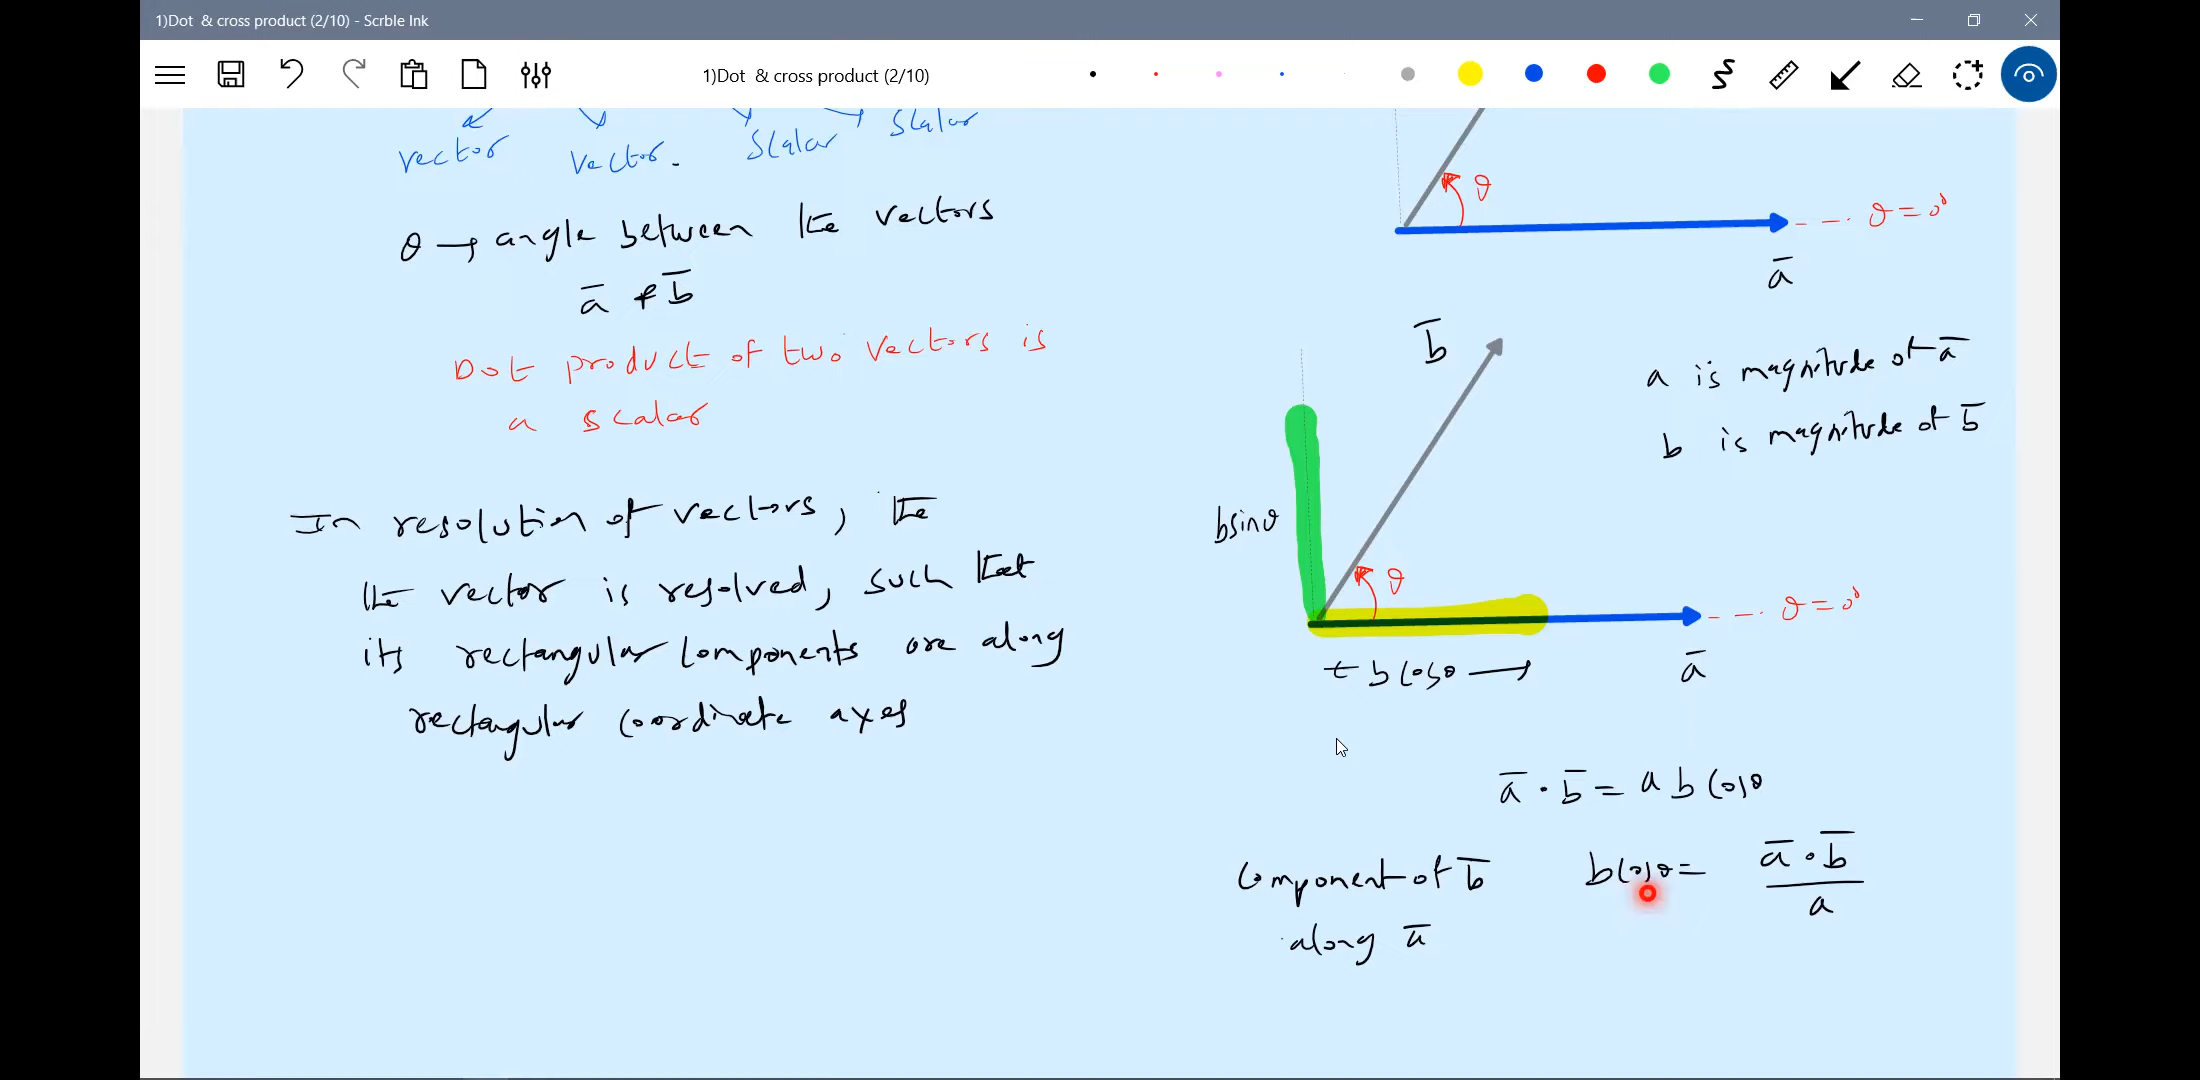 1)Dot & cross product (2/10) - Scrble Ink
1)Dot & cross product (2/10)
vector vector. scalar scalar
θ → angle between the vectors
a̅ & b̅
Dot product of two vectors is
a scalar
In resolution of vectors, the
the vector is resolved, such that
its rectangular components are along
rectangular coordinate axes
θ
θ = 0°
a̅
b̅
a is magnitude of a̅
b is magnitude of b̅
bsinθ
θ
θ = 0°
← b cosθ →
a̅
a̅ · b̅ = a b cosθ
Component of b̅ b cosθ = a̅ · b̅ / a
along a̅